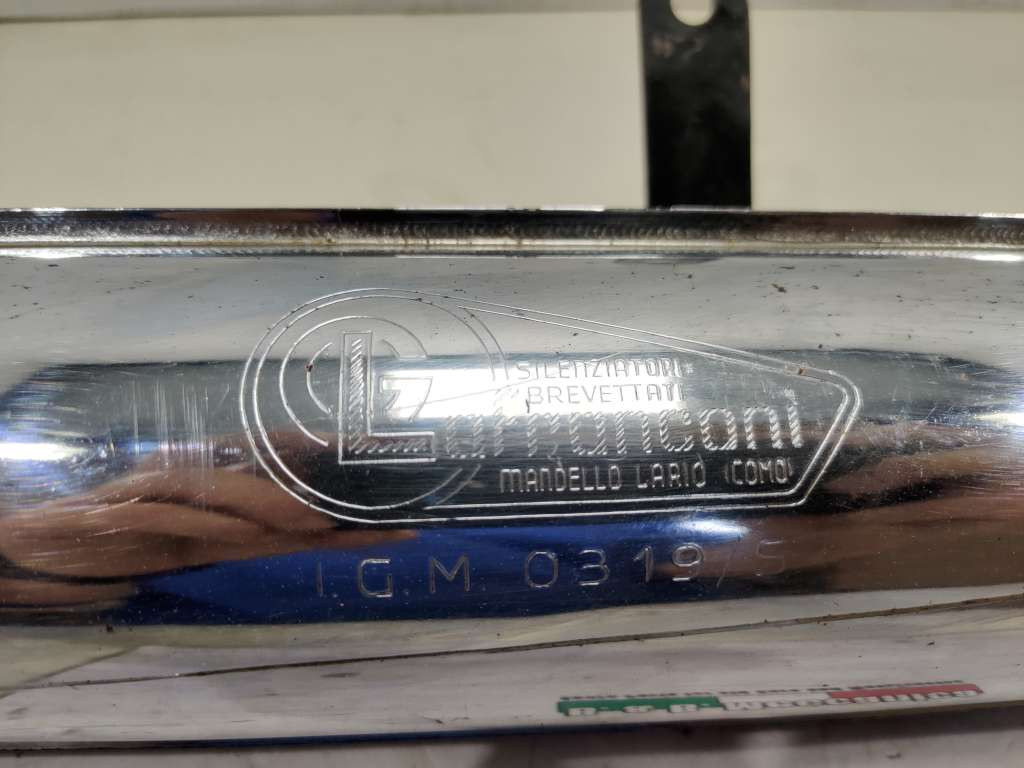 SILENZIATORI
BREVETTATI
Lafranconi
MANDELLO LARIO (COMO)
I.G.M. 0319/S